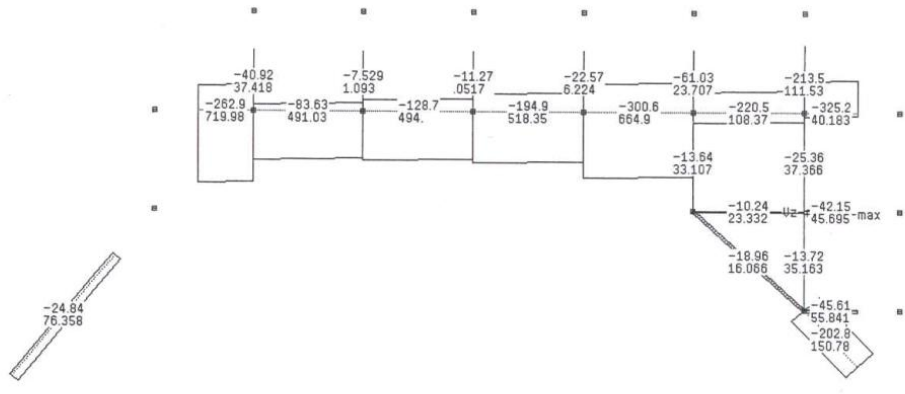 -40.92 -7.529 -11.27 -22.57 -61.03 -213.5
37.418 1.093 .0517 6.224 23.707 111.53
-262.9 -83.63 -128.7 -194.9 -300.6 -220.5 -325.2
719.98 491.03 494. 518.35 664.9 108.37 40.183
-13.64 -25.36
33.107 37.366
-10.24 -42.15
23.332 Uz 45.695 -max
-18.96 -13.72
16.066 35.163
-24.84 -45.61
76.358 55.841
-202.8
150.78